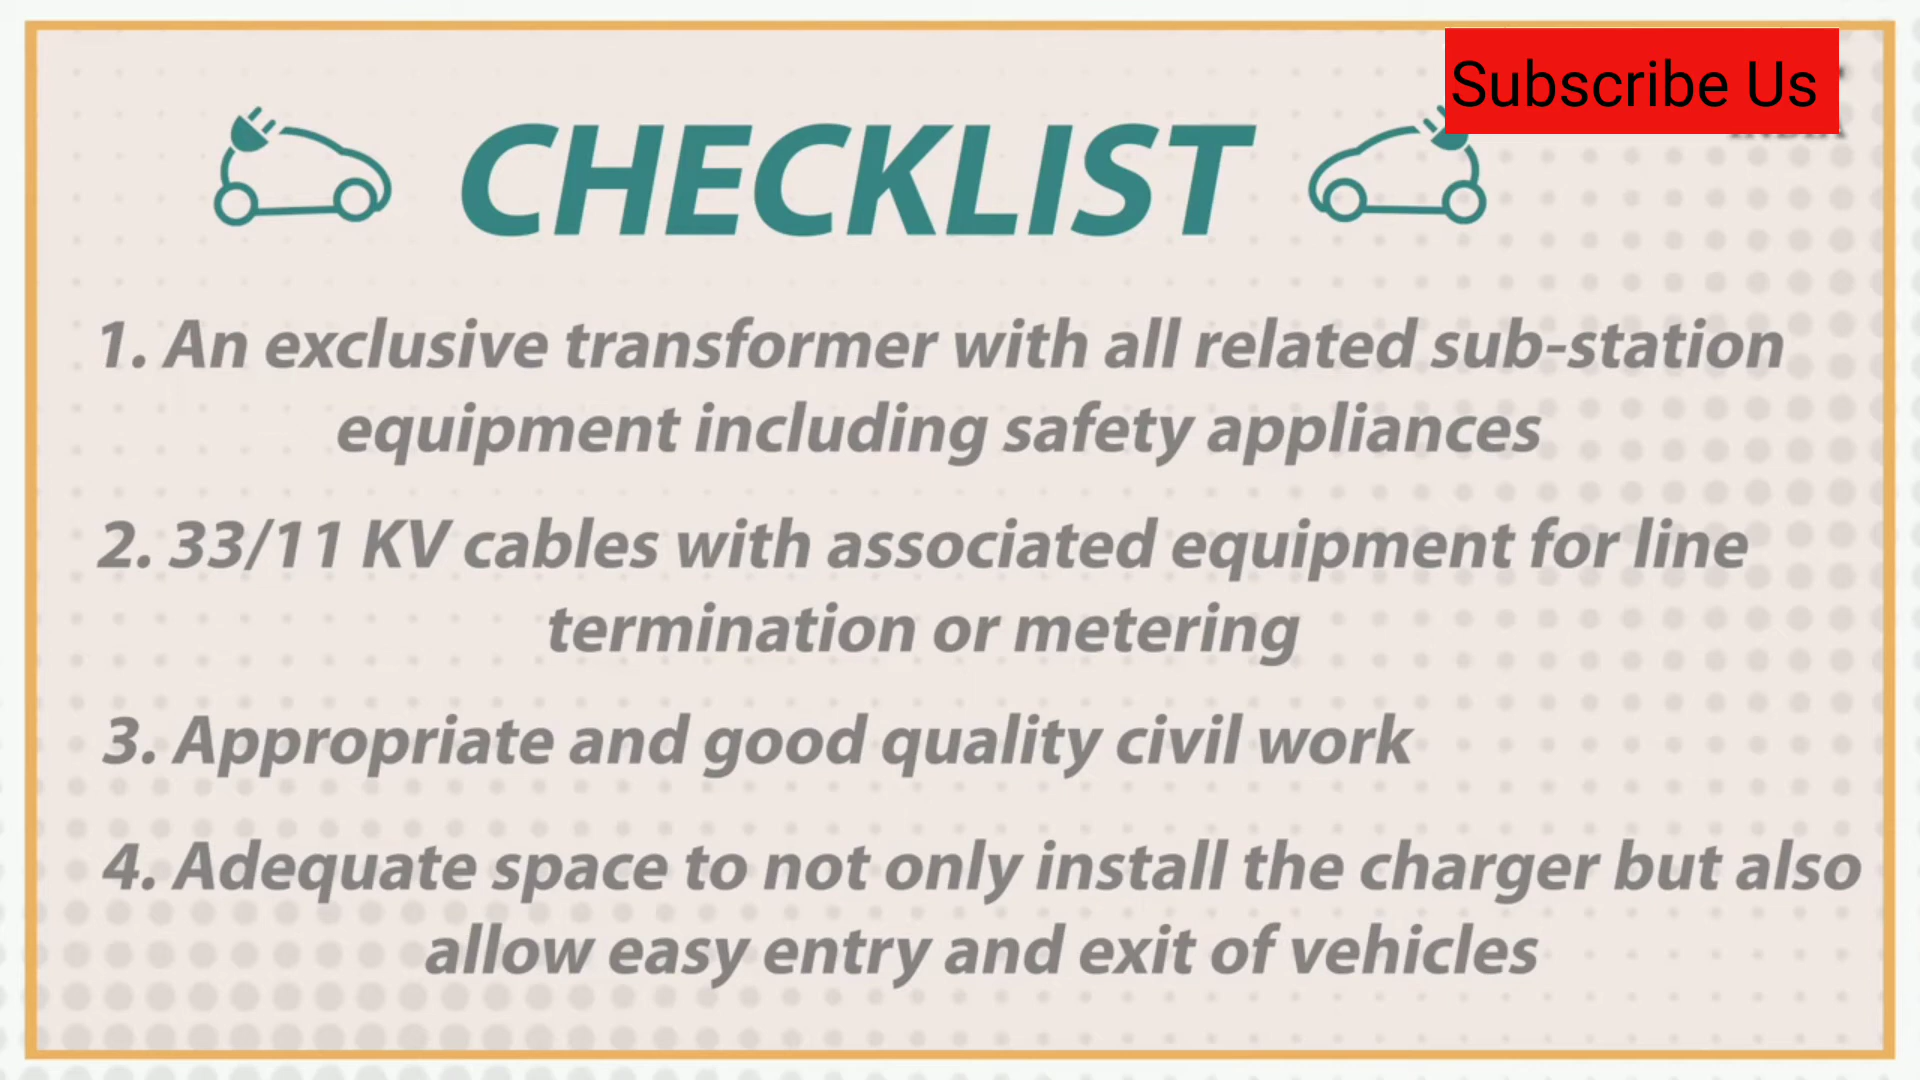 Subscribe Us
CHECKLIST
1. An exclusive transformer with all related sub-station
equipment including safety appliances
2. 33/11 KV cables with associated equipment for line
termination or metering
3. Appropriate and good quality civil work
4. Adequate space to not only install the charger but also
allow easy entry and exit of vehicles